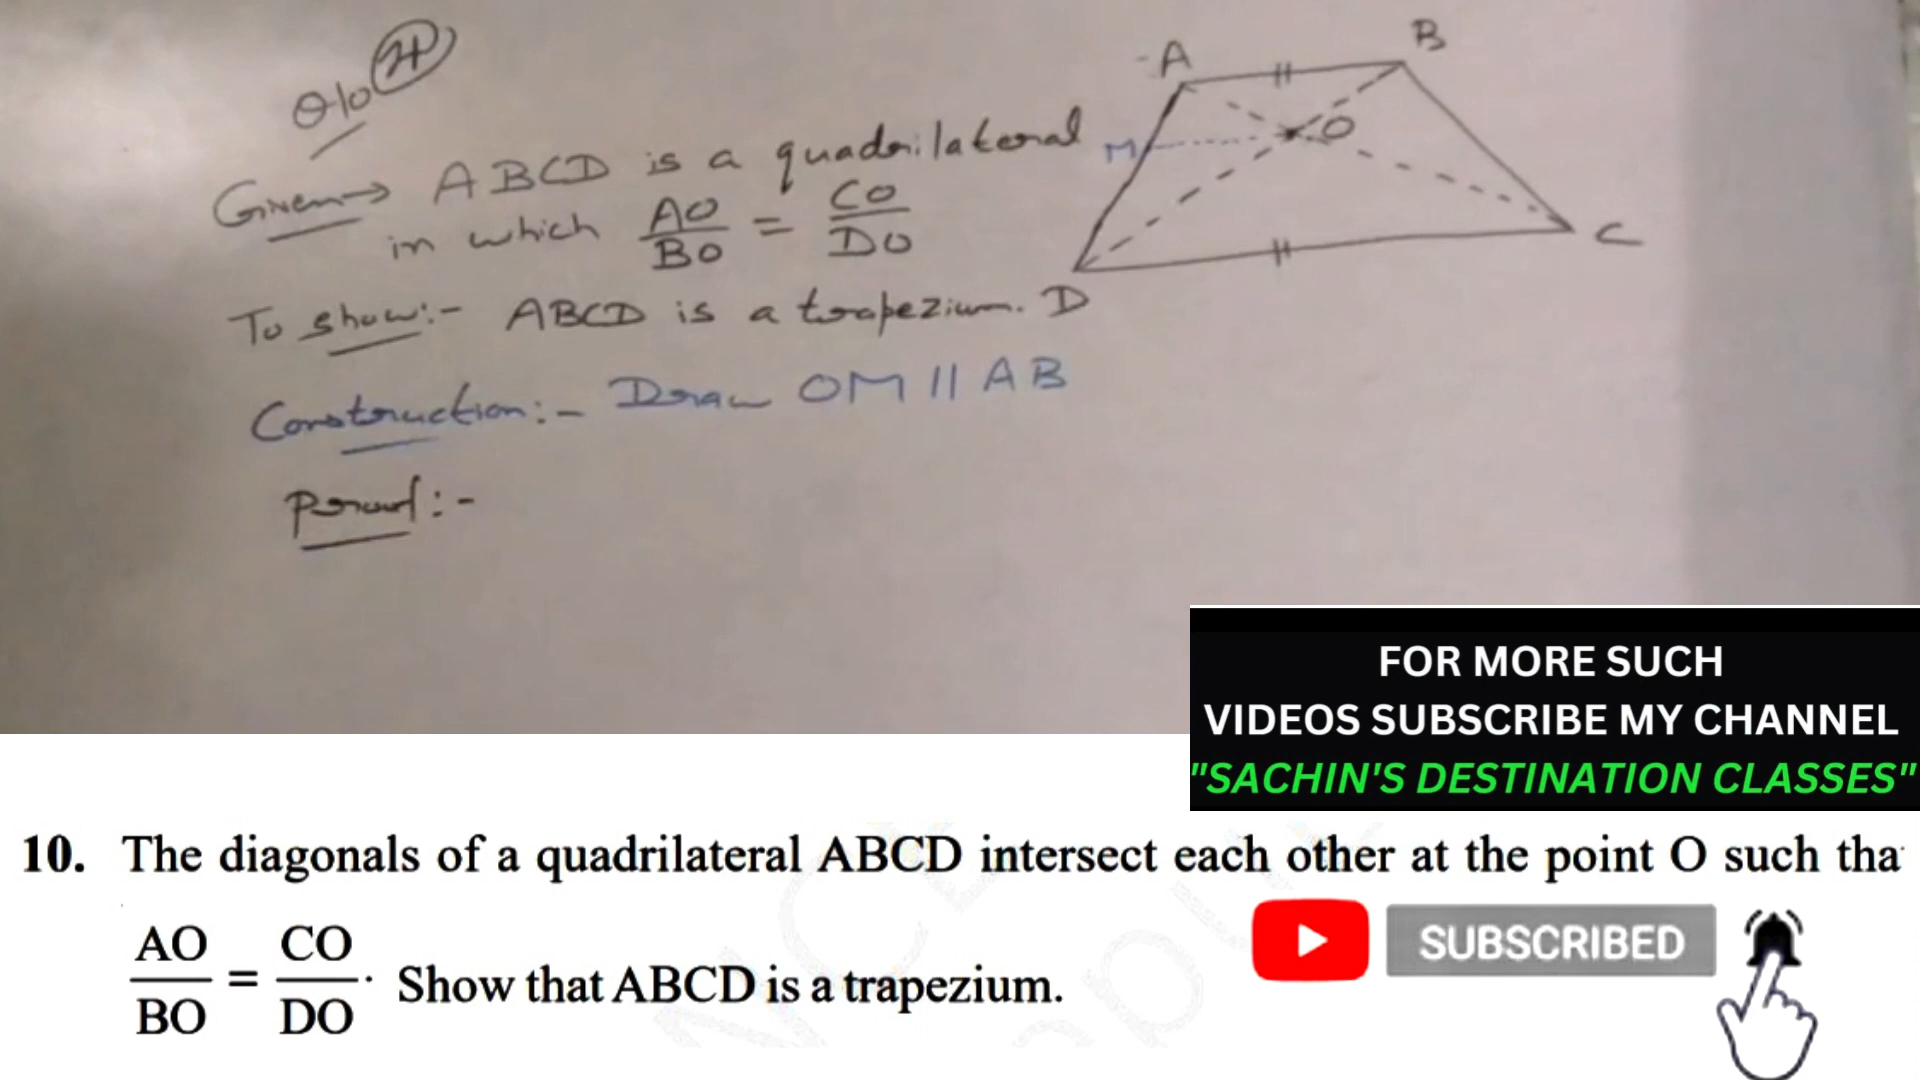 Q10 (H)
Given → ABCD is a quadrilateral
in which AO/BO = CO/DO
To show:- ABCD is a trapezium.
Construction:- Draw OM || AB
Proof:-
A
B
M
O
C
D
FOR MORE SUCH
VIDEOS SUBSCRIBE MY CHANNEL
"SACHIN'S DESTINATION CLASSES"
10. The diagonals of a quadrilateral ABCD intersect each other at the point O such tha
AO/BO = CO/DO. Show that ABCD is a trapezium.
SUBSCRIBED